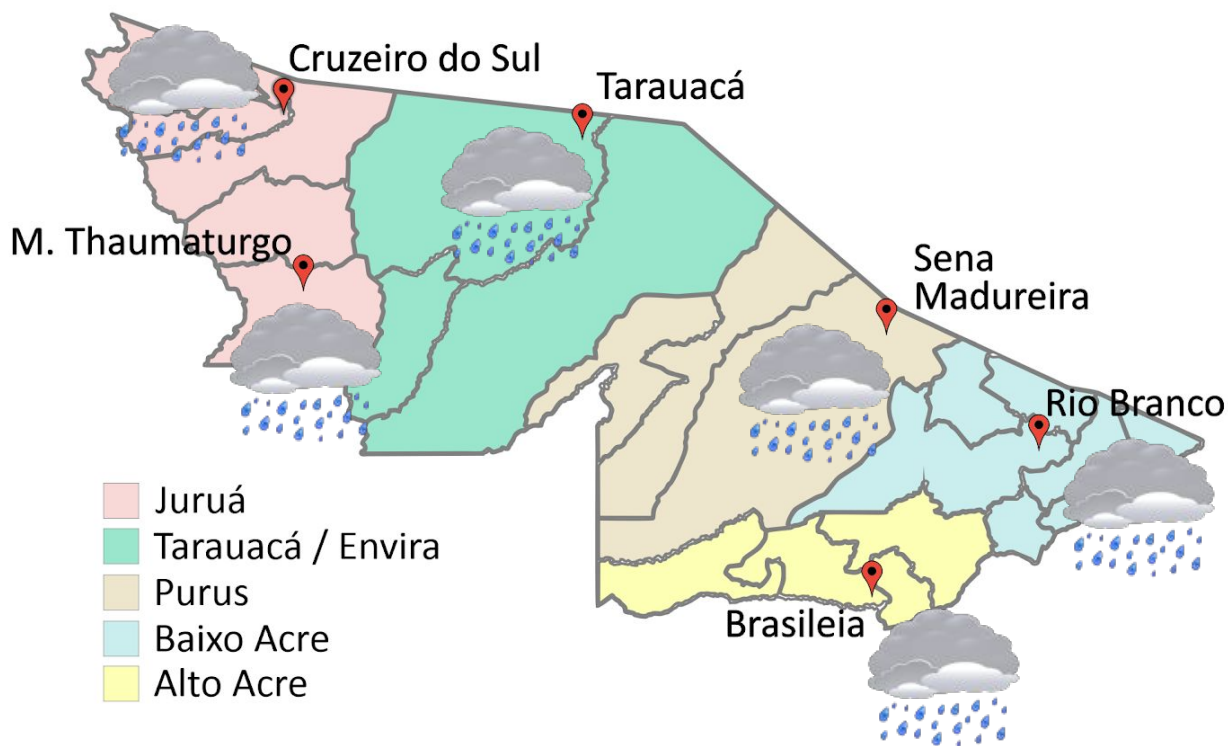 Cruzeiro do Sul
Tarauacá
M. Thaumaturgo
Sena
Madureira
Rio Branco
Brasileia
Juruá
Tarauacá / Envira
Purus
Baixo Acre
Alto Acre